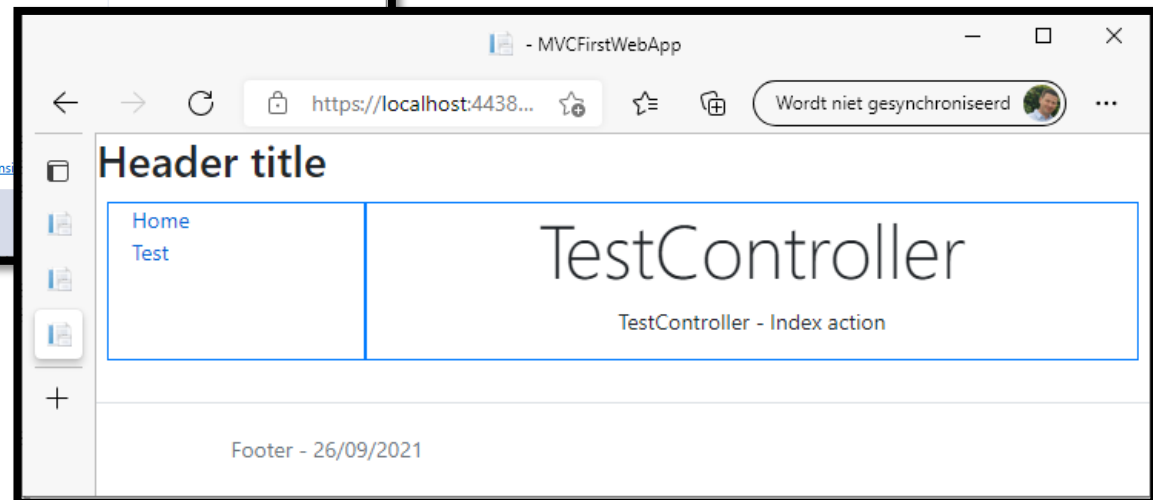 - MVCFirstWebApp
https://localhost:4438...
Wordt niet gesynchroniseerd
Header title
Home
Test
TestController
TestController - Index action
Footer - 26/09/2021